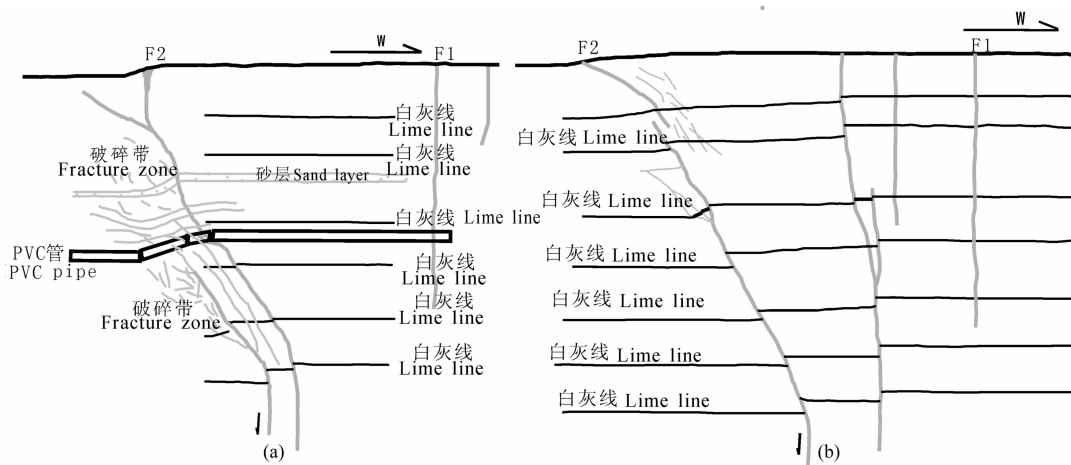 W
F2
F1
白灰线
Lime line
白灰线
Lime line
破碎带
Fracture zone
砂层 Sand layer
白灰线 Lime line
PVC管
PVC pipe
白灰线
Lime line
白灰线
Lime line
破碎带
Fracture zone
白灰线
Lime line
(a)
W
F2
F1
白灰线 Lime line
白灰线 Lime line
白灰线 Lime line
白灰线 Lime line
白灰线 Lime line
白灰线 Lime line
(b)